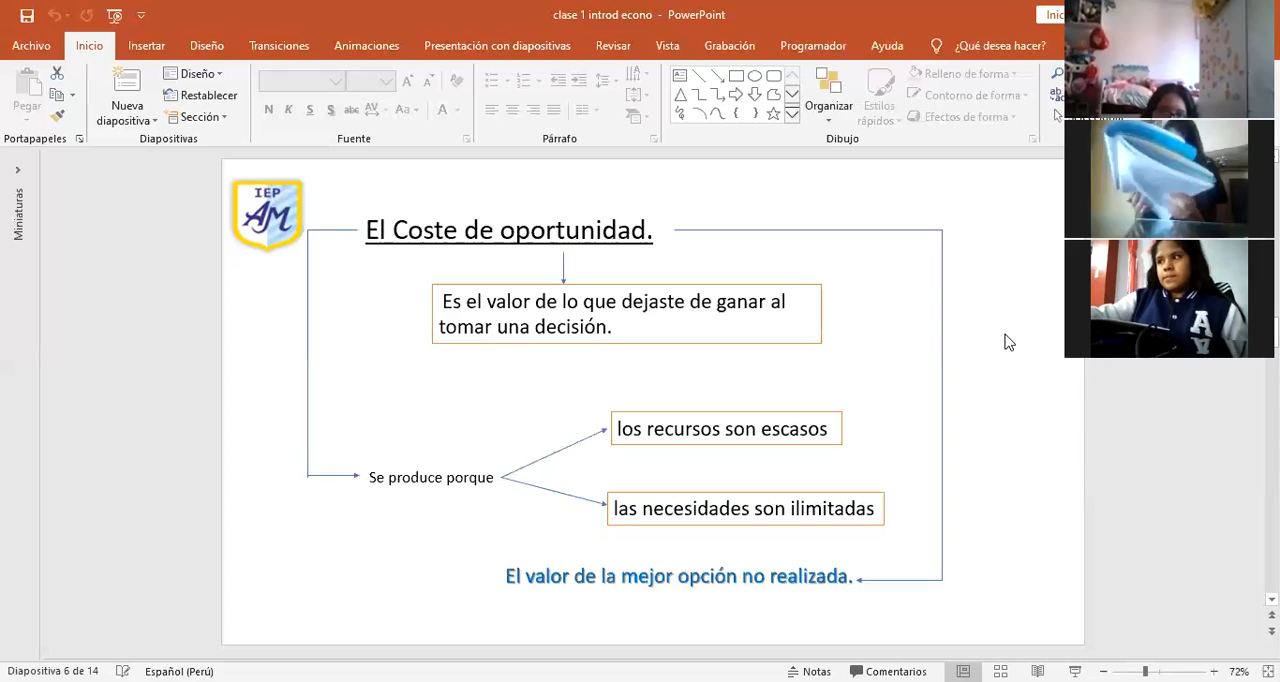 clase 1 introd econo - PowerPoint
Inic
Archivo Inicio Insertar Diseño Transiciones Animaciones Presentación con diapositivas Revisar Vista Grabación Programador Ayuda ¿Qué desea hacer?
Pegar
Nueva
diapositiva
Diseño
Restablecer
Sección
N K S S abc AV Aa A
Organizar
Estilos
rápidos
Relleno de forma
Contorno de forma
Efectos de forma
Portapapeles Diapositivas Fuente Párrafo Dibujo
Miniaturas
IEP
AM
El Coste de oportunidad.
Es el valor de lo que dejaste de ganar al
tomar una decisión.
los recursos son escasos
Se produce porque
las necesidades son ilimitadas
El valor de la mejor opción no realizada.
A
Diapositiva 6 de 14 Español (Perú) Notas Comentarios 72%